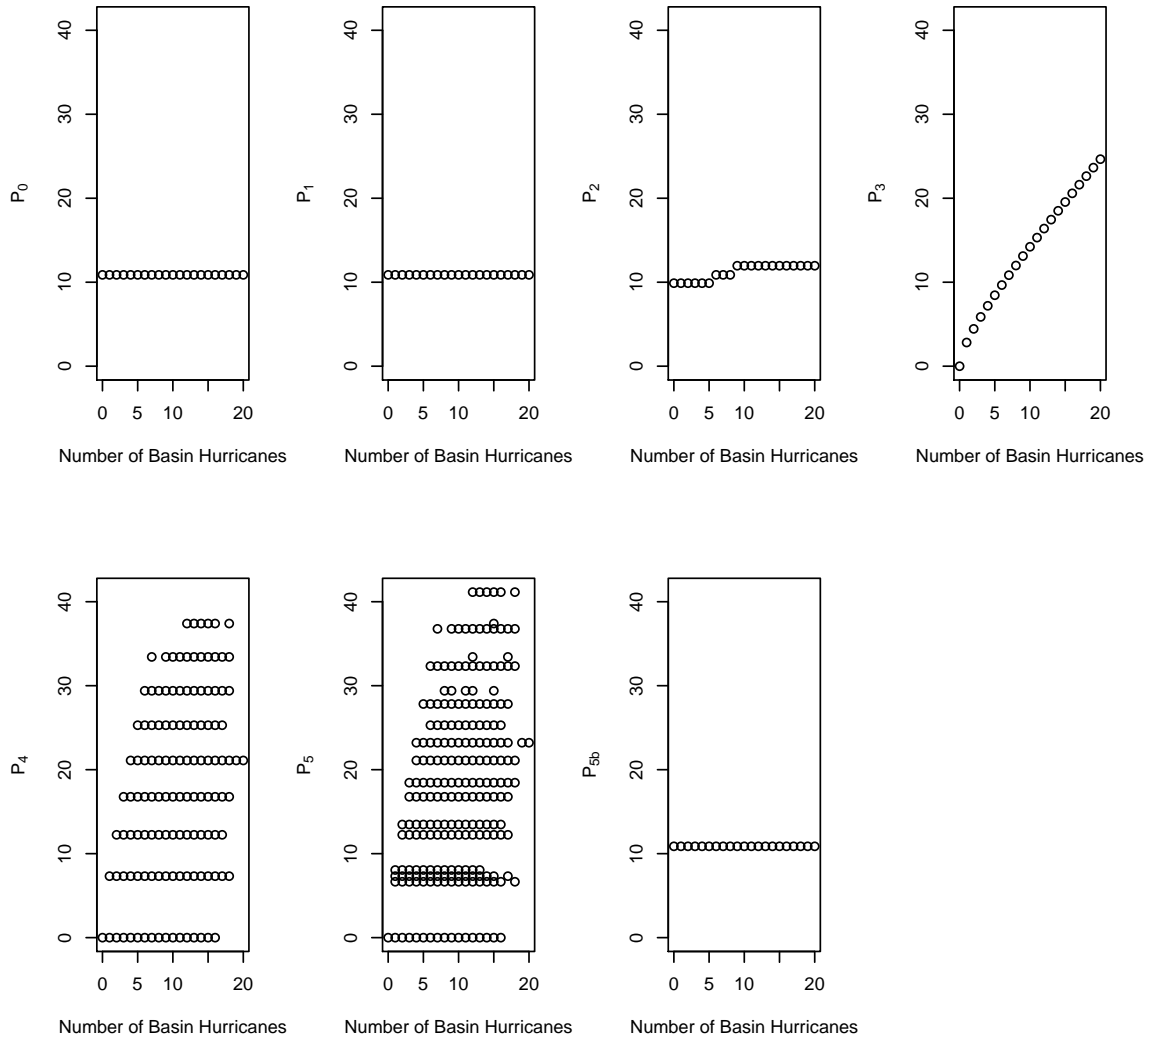 40 40 40 40
30 30 30 30
P0 P1 P2 P3
20 20 20 20
10 10 10 10
0 0 0 0
0 5 10 20 0 5 10 20 0 5 10 20 0 5 10 20
Number of Basin Hurricanes Number of Basin Hurricanes Number of Basin Hurricanes Number of Basin Hurricanes
40 40 40
30 30 30
P4 P5 P5b
20 20 20
10 10 10
0 0 0
0 5 10 20 0 5 10 20 0 5 10 20
Number of Basin Hurricanes Number of Basin Hurricanes Number of Basin Hurricanes